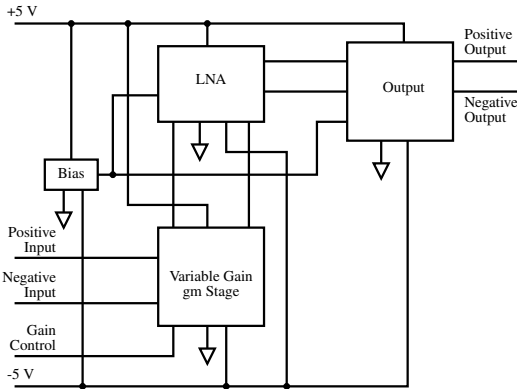 +5 V
Positive
Output
LNA
Output
Negative
Output
Bias
Positive
Input
Negative
Input
Variable Gain
gm Stage
Gain
Control
-5 V